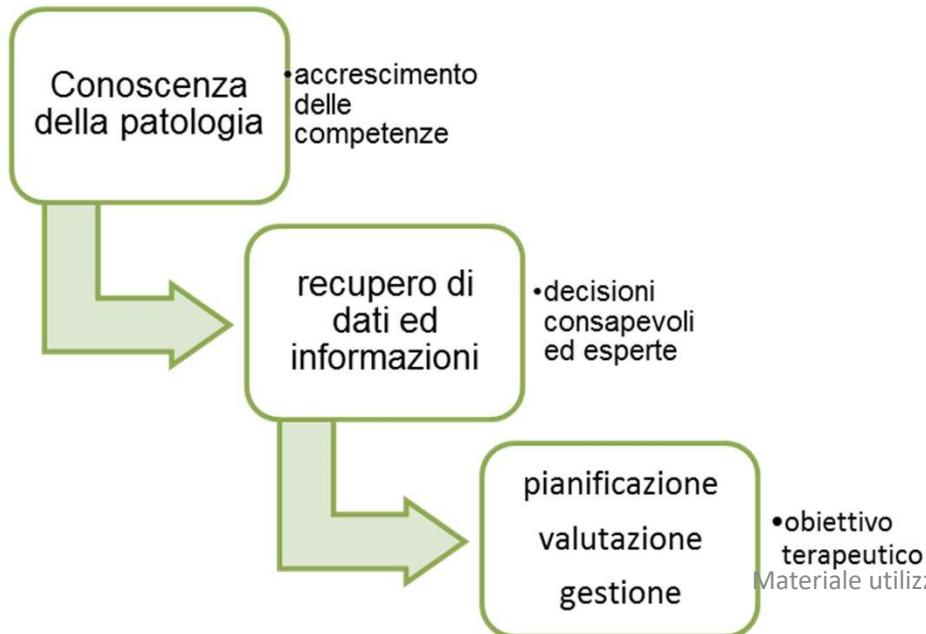 Conoscenza
della patologia
•accrescimento
delle
competenze
recupero di
dati ed
informazioni
•decisioni
consapevoli
ed esperte
pianificazione
valutazione
gestione
•obiettivo
terapeutico
Materiale